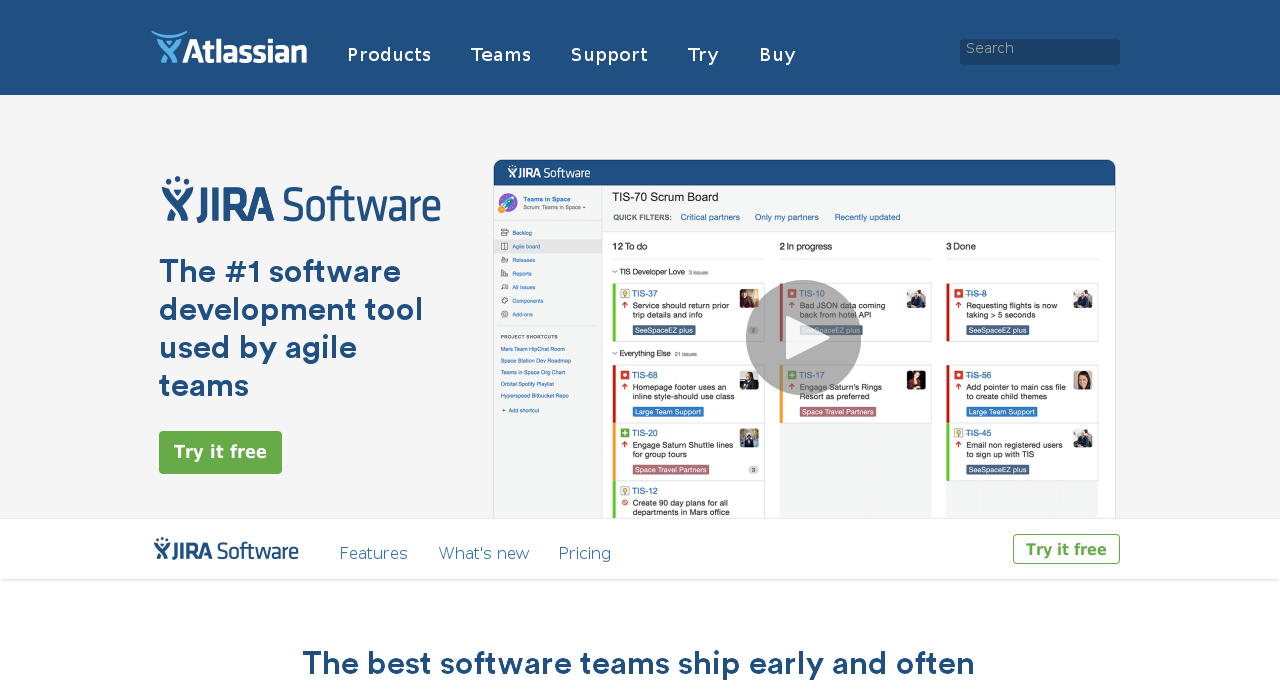 Atlassian
Products
Teams
Support
Try
Buy
Search
JIRA Software
The #1 software
development tool
used by agile
teams
Try it free
JIRA Software
Teams in Space
Scrum: Teams in Space
Backlog
Agile board
Releases
Reports
All issues
Components
Add-ons
PROJECT SHORTCUTS
Mars Team HipChat Room
Space Station Dev Roadmap
Teams in Space Org Chart
Orbital Spotify Playlist
Hyperspeed Bitbucket Repo
+ Add shortcut
TIS-70 Scrum Board
QUICK FILTERS: Critical partners Only my partners Recently updated
12 To do
2 In progress
3 Done
TIS Developer Love 3 issues
TIS-37
Service should return prior
trip details and info
SeeSpaceEZ plus
2
TIS-10
Bad JSON data coming
back from hotel API
SeeSpaceEZ plus
TIS-8
Requesting flights is now
taking > 5 seconds
SeeSpaceEZ plus
Everything Else 21 issues
TIS-68
Homepage footer uses an
inline style-should use class
Large Team Support
TIS-17
Engage Saturn's Rings
Resort as preferred
Space Travel Partners
TIS-56
Add pointer to main css file
to create child themes
Large Team Support
TIS-20
Engage Saturn Shuttle lines
for group tours
Space Travel Partners
3
TIS-45
Email non registered users
to sign up with TIS
SeeSpaceEZ plus
TIS-12
Create 90 day plans for all
departments in Mars office
JIRA Software
Features
What's new
Pricing
Try it free
The best software teams ship early and often